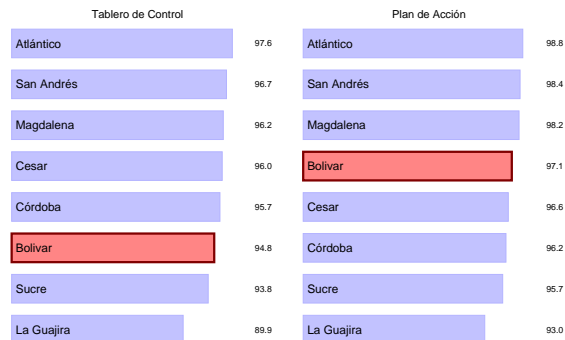 Tablero de Control
Atlántico 97.6
San Andrés 96.7
Magdalena 96.2
Cesar 96.0
Córdoba 95.7
Bolivar 94.8
Sucre 93.8
La Guajira 89.9
Plan de Acción
Atlántico 98.8
San Andrés 98.4
Magdalena 98.2
Bolivar 97.1
Cesar 96.6
Córdoba 96.2
Sucre 95.7
La Guajira 93.0